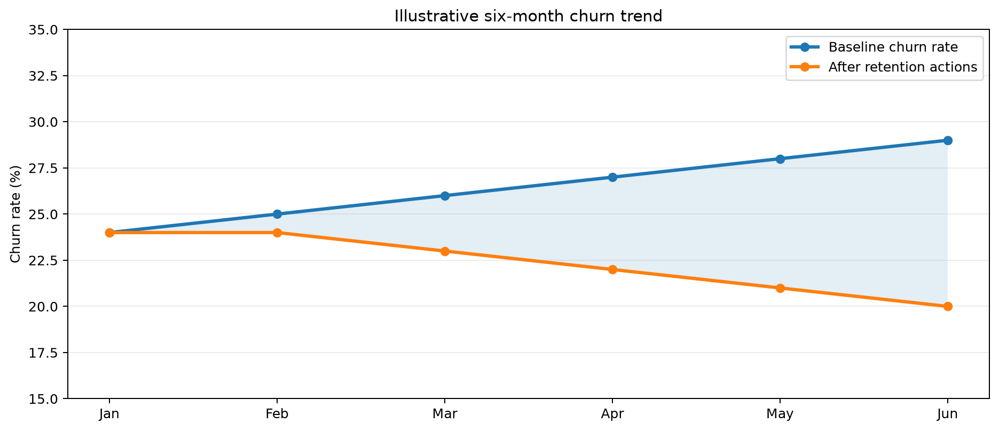 Illustrative six-month churn trend
35.0
32.5
30.0
27.5
25.0
22.5
20.0
17.5
15.0
Churn rate (%)
Baseline churn rate
After retention actions
Jan Feb Mar Apr May Jun